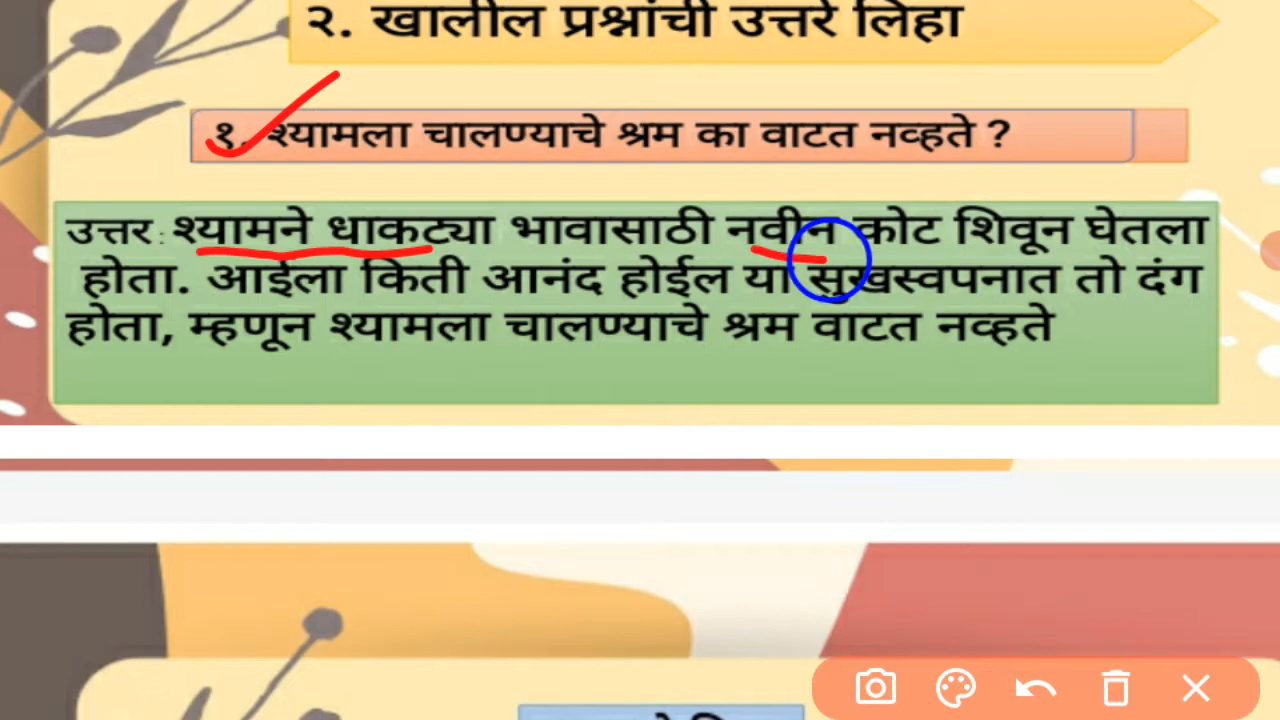 २. खालील प्रश्नांची उत्तरे लिहा
१. श्यामला चालण्याचे श्रम का वाटत नव्हते ?
उत्तर : श्यामने धाकट्या भावासाठी नवीन कोट शिवून घेतला
होता. आईला किती आनंद होईल या सुखस्वपनात तो दंग
होता, म्हणून श्यामला चालण्याचे श्रम वाटत नव्हते